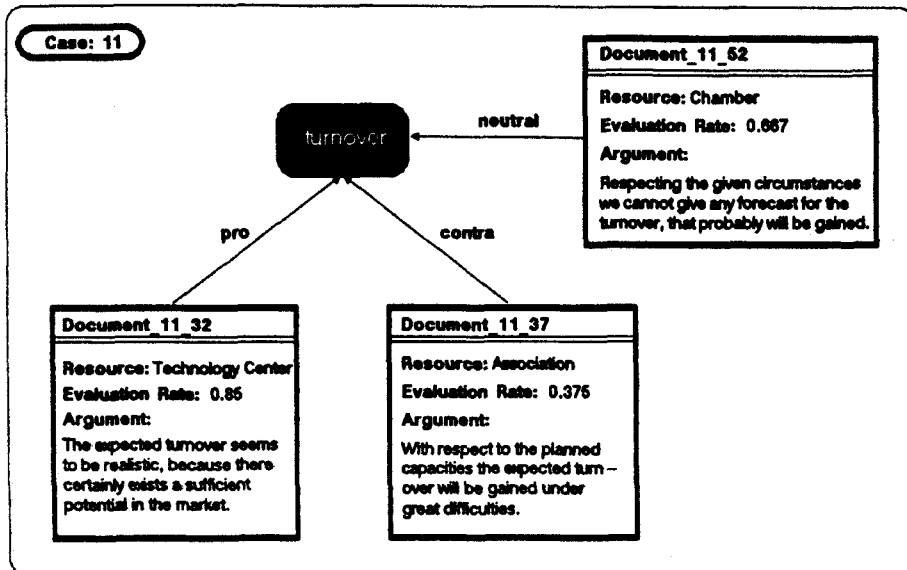 Case: 11
Document_11_52
Resource: Chamber
Evaluation Rate: 0.667
Argument:
Respecting the given circumstances
we cannot give any forecast for the
turnover, that probably will be gained.
neutral
turnover
pro
contra
Document_11_32
Resource: Technology Center
Evaluation Rate: 0.85
Argument:
The expected turnover seems
to be realistic, because there
certainly exists a sufficient
potential in the market.
Document_11_37
Resource: Association
Evaluation Rate: 0.375
Argument:
With respect to the planned
capacities the expected turn –
over will be gained under
great difficulties.